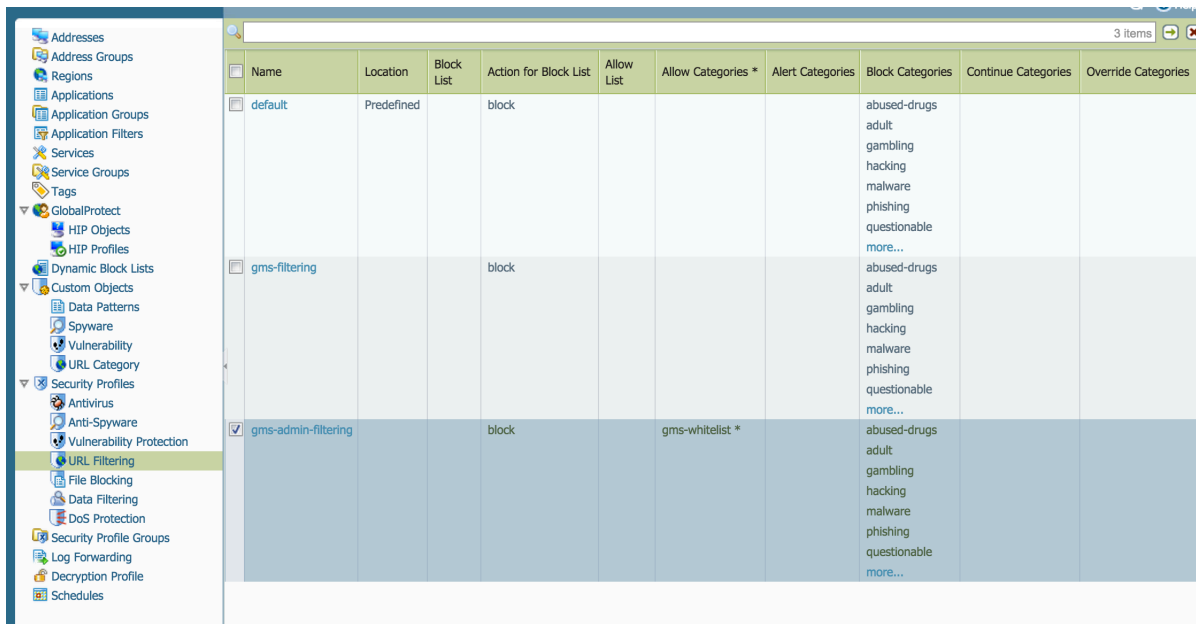 3 items
Addresses
Address Groups
Regions
Applications
Application Groups
Application Filters
Services
Service Groups
Tags
GlobalProtect
HIP Objects
HIP Profiles
Dynamic Block Lists
Custom Objects
Data Patterns
Spyware
Vulnerability
URL Category
Security Profiles
Antivirus
Anti-Spyware
Vulnerability Protection
URL Filtering
File Blocking
Data Filtering
DoS Protection
Security Profile Groups
Log Forwarding
Decryption Profile
Schedules
Name Location Block List Action for Block List Allow List Allow Categories * Alert Categories Block Categories Continue Categories Override Categories
default Predefined block abused-drugs
adult
gambling
hacking
malware
phishing
questionable
more...
gms-filtering block abused-drugs
adult
gambling
hacking
malware
phishing
questionable
more...
gms-admin-filtering block gms-whitelist * abused-drugs
adult
gambling
hacking
malware
phishing
questionable
more...